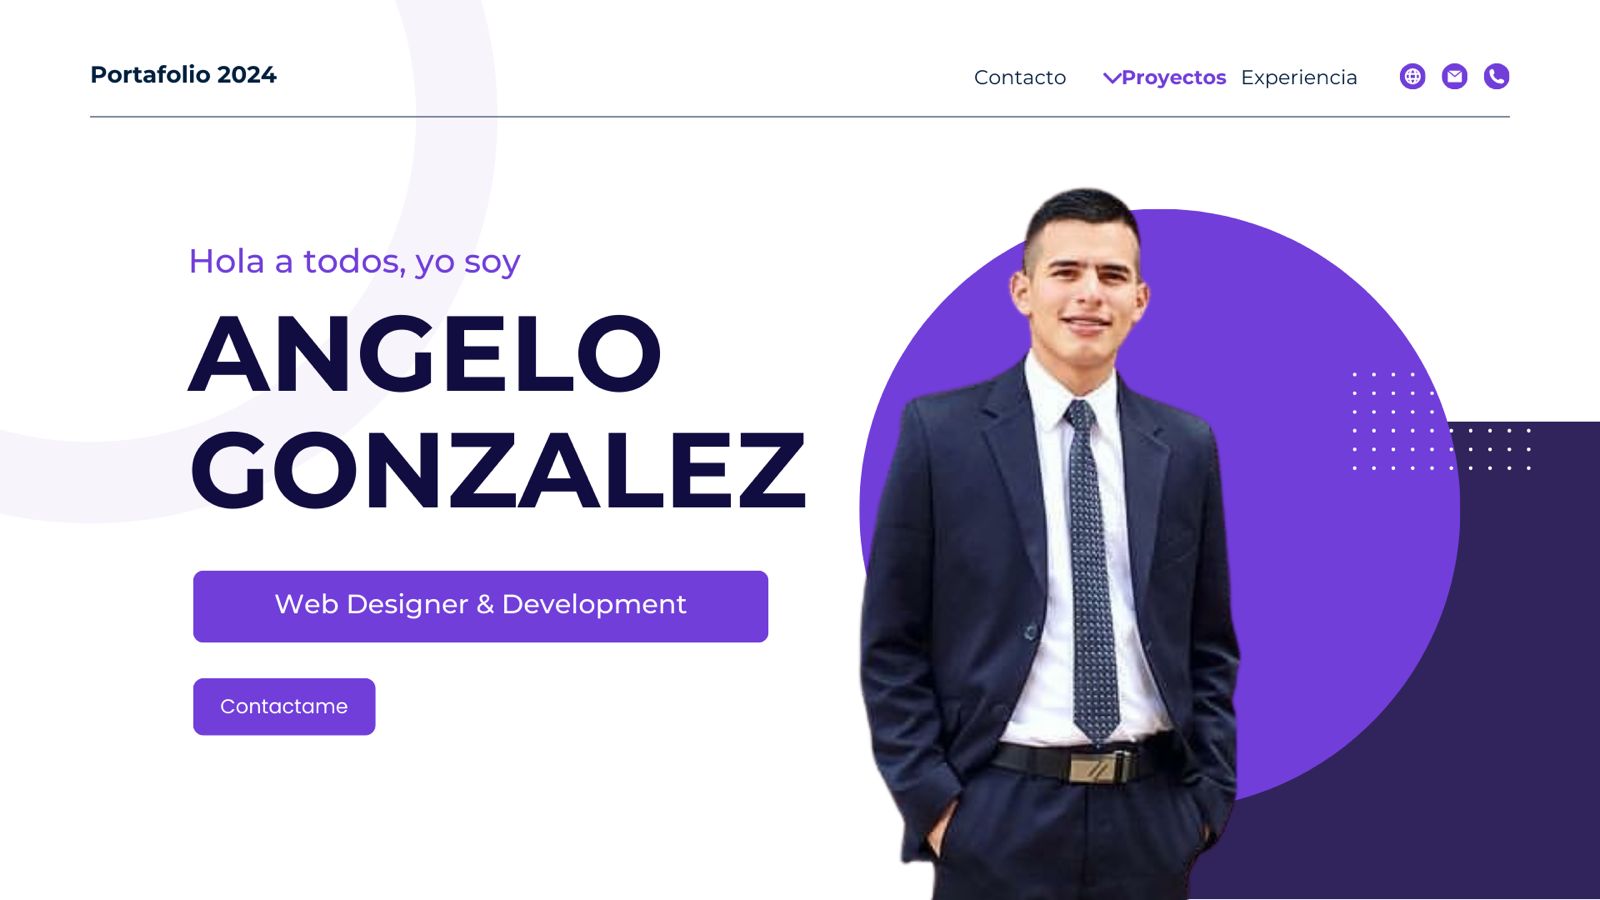 Portafolio 2024
Contacto
Proyectos
Experiencia
Hola a todos, yo soy
ANGELO
GONZALEZ
Web Designer & Development
Contactame